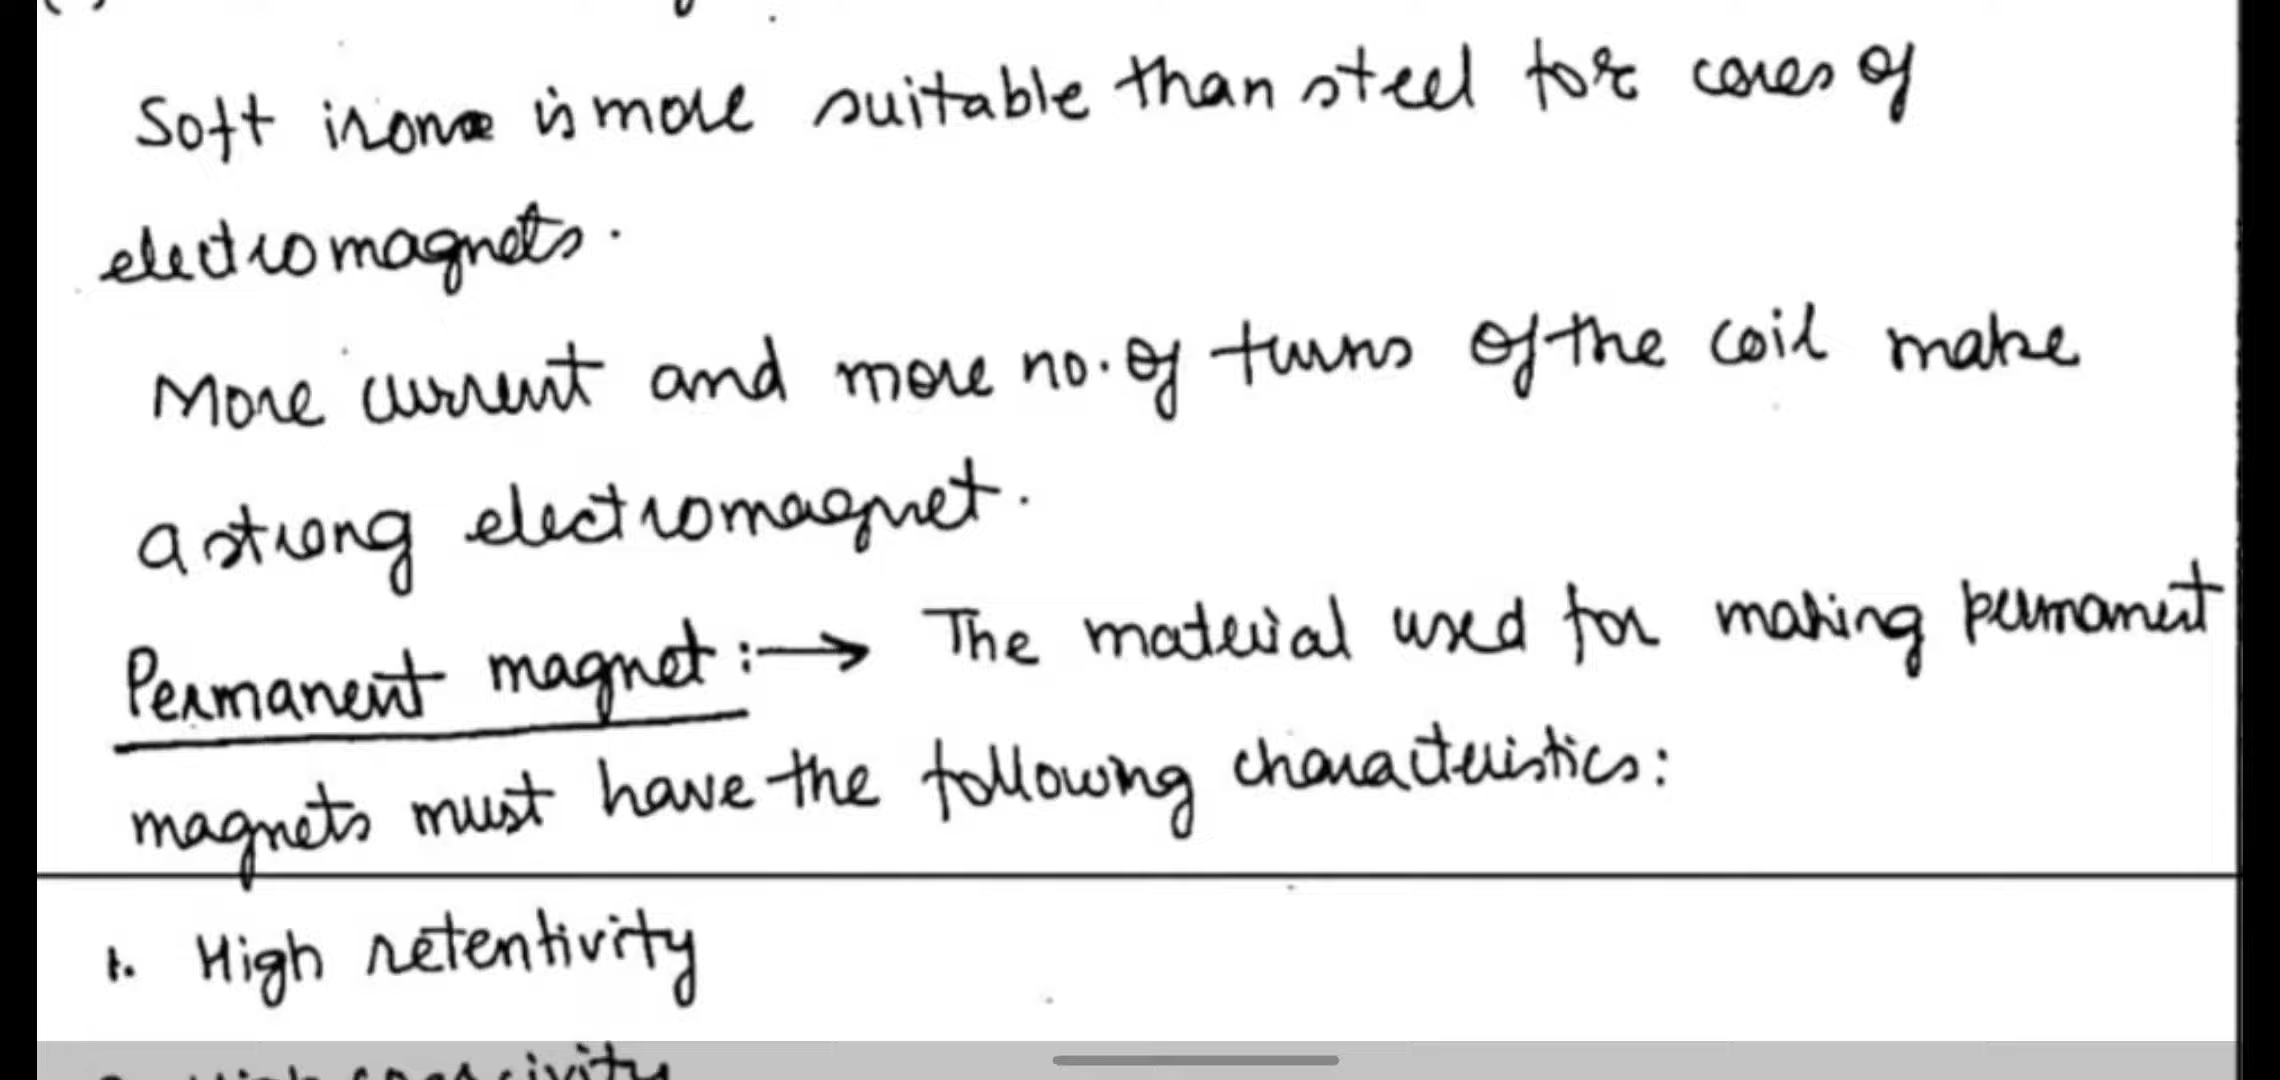 Soft iron is more suitable than steel for cores of
electromagnets.
More current and more no. of turns of the coil make
a strong electromagnet.
Permanent magnet :→ The material used for making permanent
magnets must have the following characteristics:
1. High retentivity